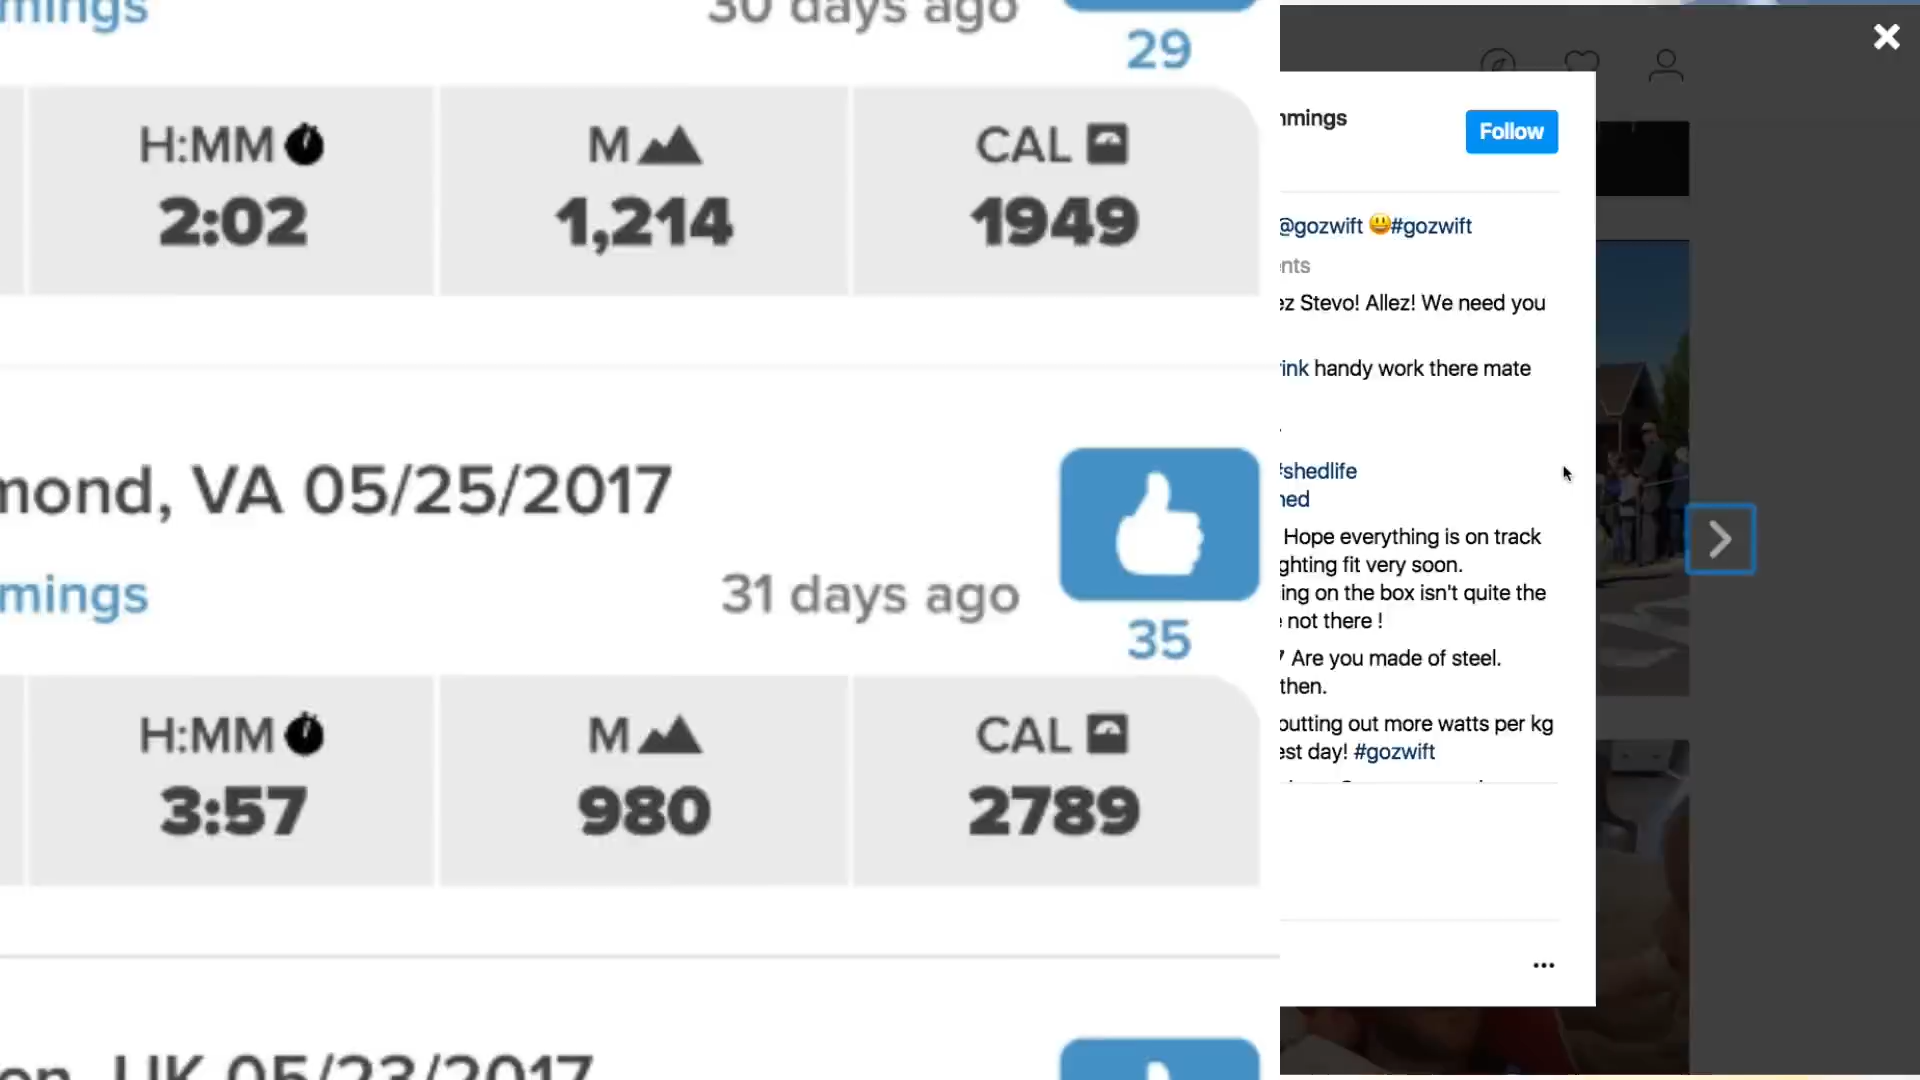 mings
30 days ago
29
H:MM
M
CAL
2:02
1,214
1949
mond, VA 05/25/2017
mings
31 days ago
35
H:MM
M
CAL
3:57
980
2789
on, UK 05/23/2017
mmings
Follow
@gozwift 😃#gozwift
nts
ez Stevo! Allez! We need you
ink handy work there mate
#shedlife
hed
Hope everything is on track
ghting fit very soon.
ing on the box isn't quite the
not there !
? Are you made of steel.
then.
putting out more watts per kg
est day! #gozwift